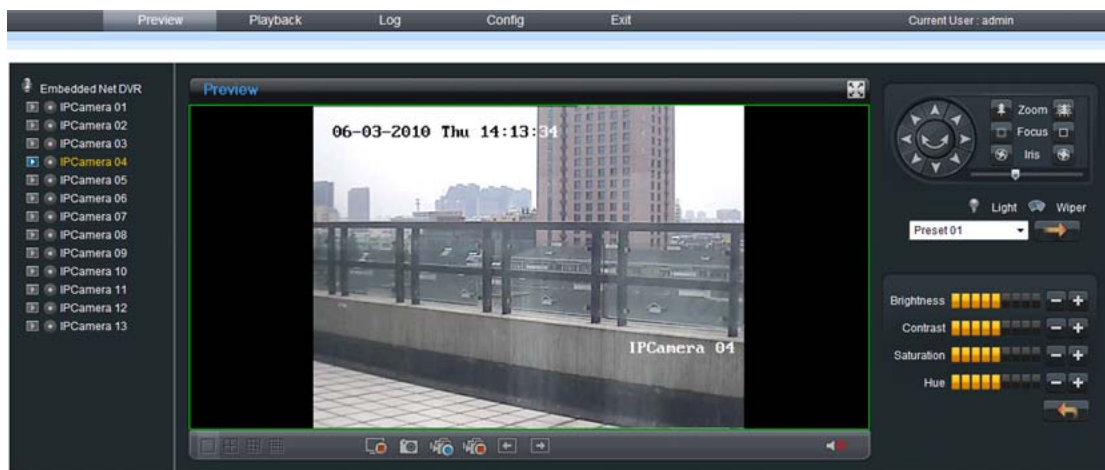 Preview Playback Log Config Exit Current User : admin
Embedded Net DVR
IPCamera 01
IPCamera 02
IPCamera 03
IPCamera 04
IPCamera 05
IPCamera 06
IPCamera 07
IPCamera 08
IPCamera 09
IPCamera 10
IPCamera 11
IPCamera 12
IPCamera 13
Preview
06-03-2010 Thu 14:13:34
IPCamera 04
Zoom
Focus
Iris
Light Wiper
Preset 01
Brightness
Contrast
Saturation
Hue